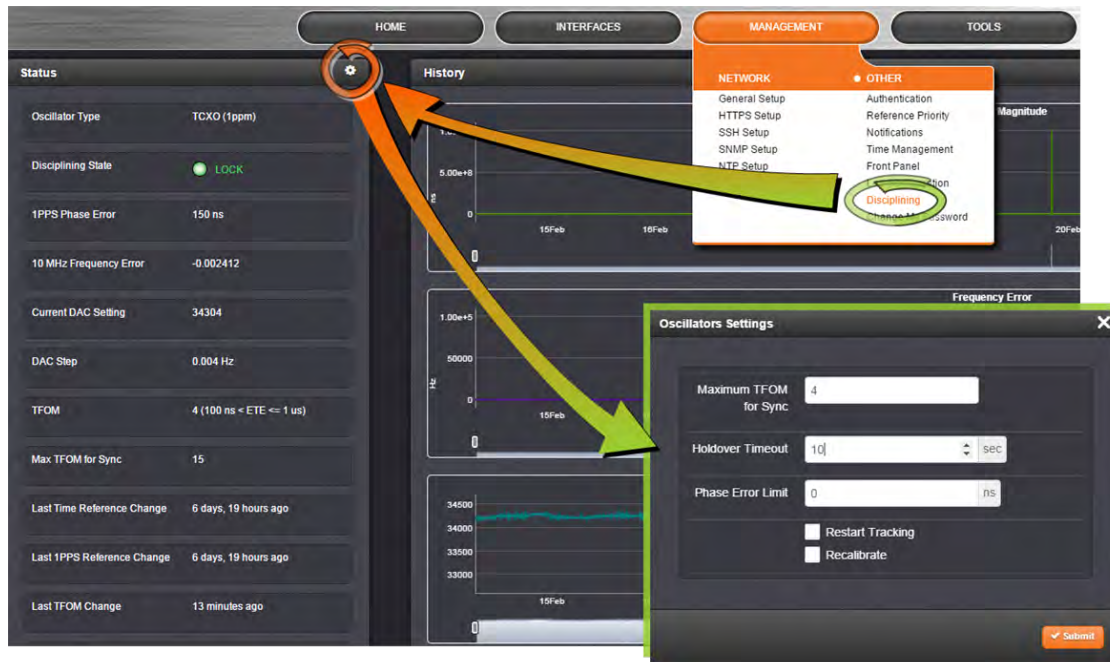 HOME
INTERFACES
MANAGEMENT
TOOLS
Status
History
NETWORK
OTHER
General Setup
Authentication
HTTPS Setup
Reference Priority
SSH Setup
Notifications
SNMP Setup
Time Management
NTP Setup
Front Panel
Disciplining
Change My Password
Magnitude
Oscillator Type
TCXO (1ppm)
Disciplining State
LOCK
1PPS Phase Error
150 ns
10 MHz Frequency Error
-0.002412
Current DAC Setting
34304
DAC Step
0.004 Hz
TFOM
4 (100 ns < ETE <= 1 us)
Max TFOM for Sync
15
Last Time Reference Change
6 days, 19 hours ago
Last 1PPS Reference Change
6 days, 19 hours ago
Last TFOM Change
13 minutes ago
5.00e+8
ns
0
15Feb
16Feb
20Feb
Frequency Error
1.00e+5
50000
Hz
0
15Feb
34500
34000
33500
33000
15Feb
Oscillators Settings
Maximum TFOM
for Sync
4
Holdover Timeout
10
sec
Phase Error Limit
0
ns
Restart Tracking
Recalibrate
Submit